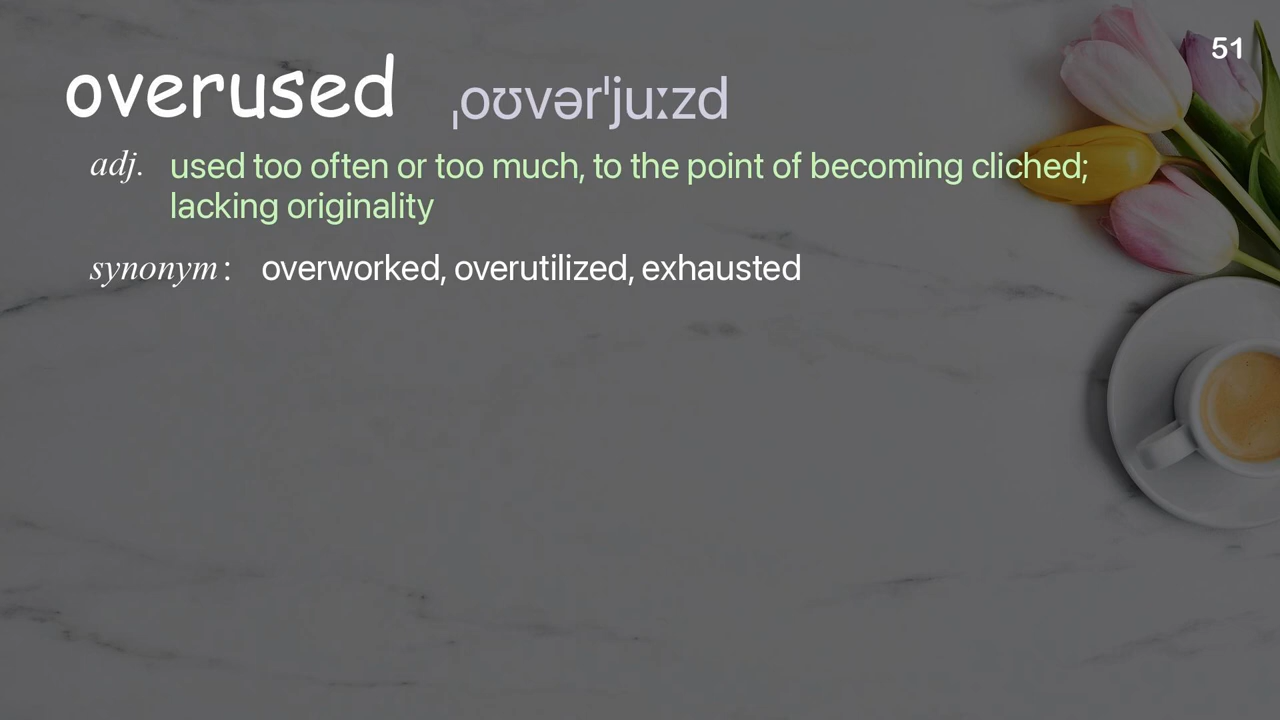 51
overused ˌoʊvərˈjuːzd
adj. used too often or too much, to the point of becoming cliched;
lacking originality
synonym: overworked, overutilized, exhausted